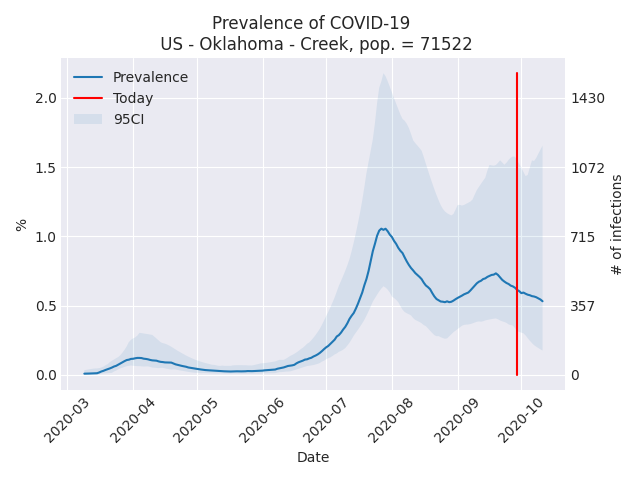 Prevalence of COVID-19
US - Oklahoma - Creek, pop. = 71522
Prevalence
Today
95CI
2.0
1.5
1.0
0.5
0.0
%
1430
1072
715
357
0
# of infections
2020-03
2020-04
2020-05
2020-06
2020-07
2020-08
2020-09
2020-10
Date